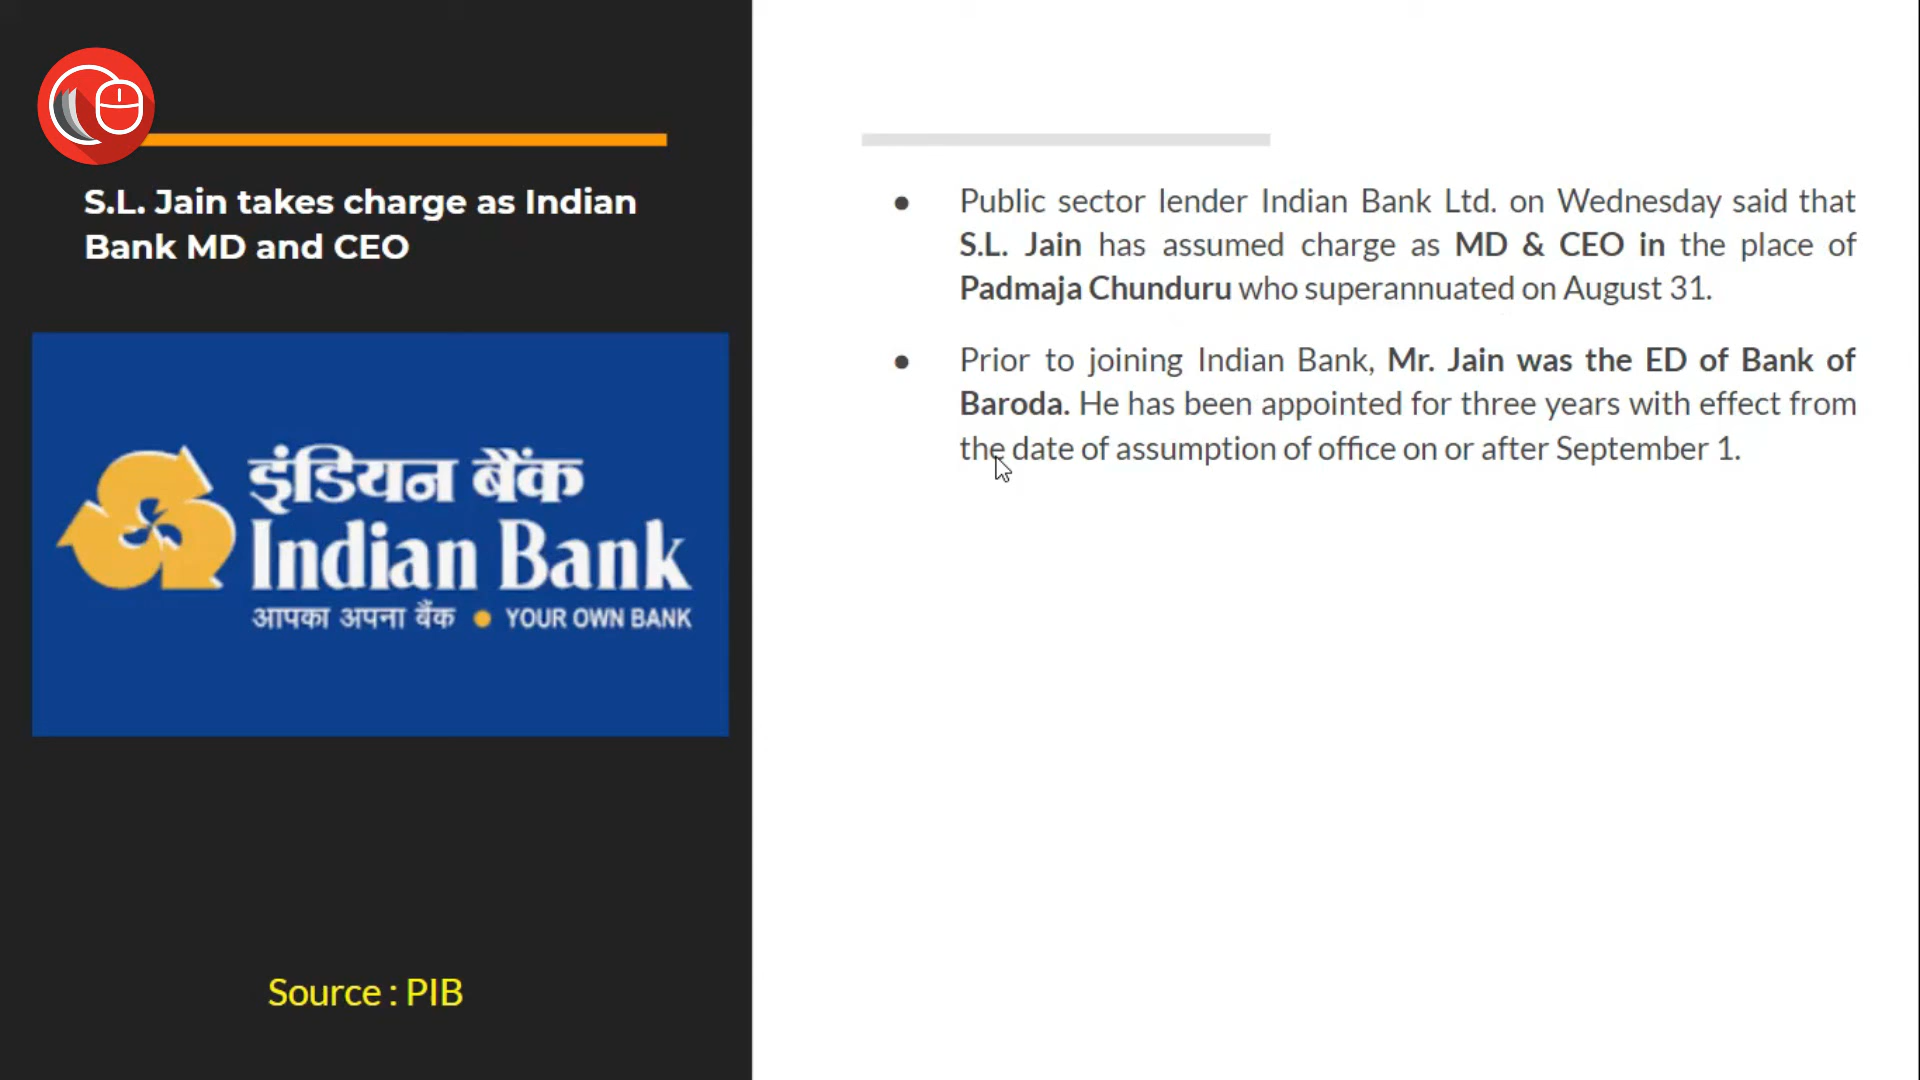 S.L. Jain takes charge as Indian
Bank MD and CEO
इंडियन बैंक
Indian Bank
आपका अपना बैंक ● YOUR OWN BANK
Source : PIB
● Public sector lender Indian Bank Ltd. on Wednesday said that
S.L. Jain has assumed charge as MD & CEO in the place of
Padmaja Chunduru who superannuated on August 31.
● Prior to joining Indian Bank, Mr. Jain was the ED of Bank of
Baroda. He has been appointed for three years with effect from
the date of assumption of office on or after September 1.